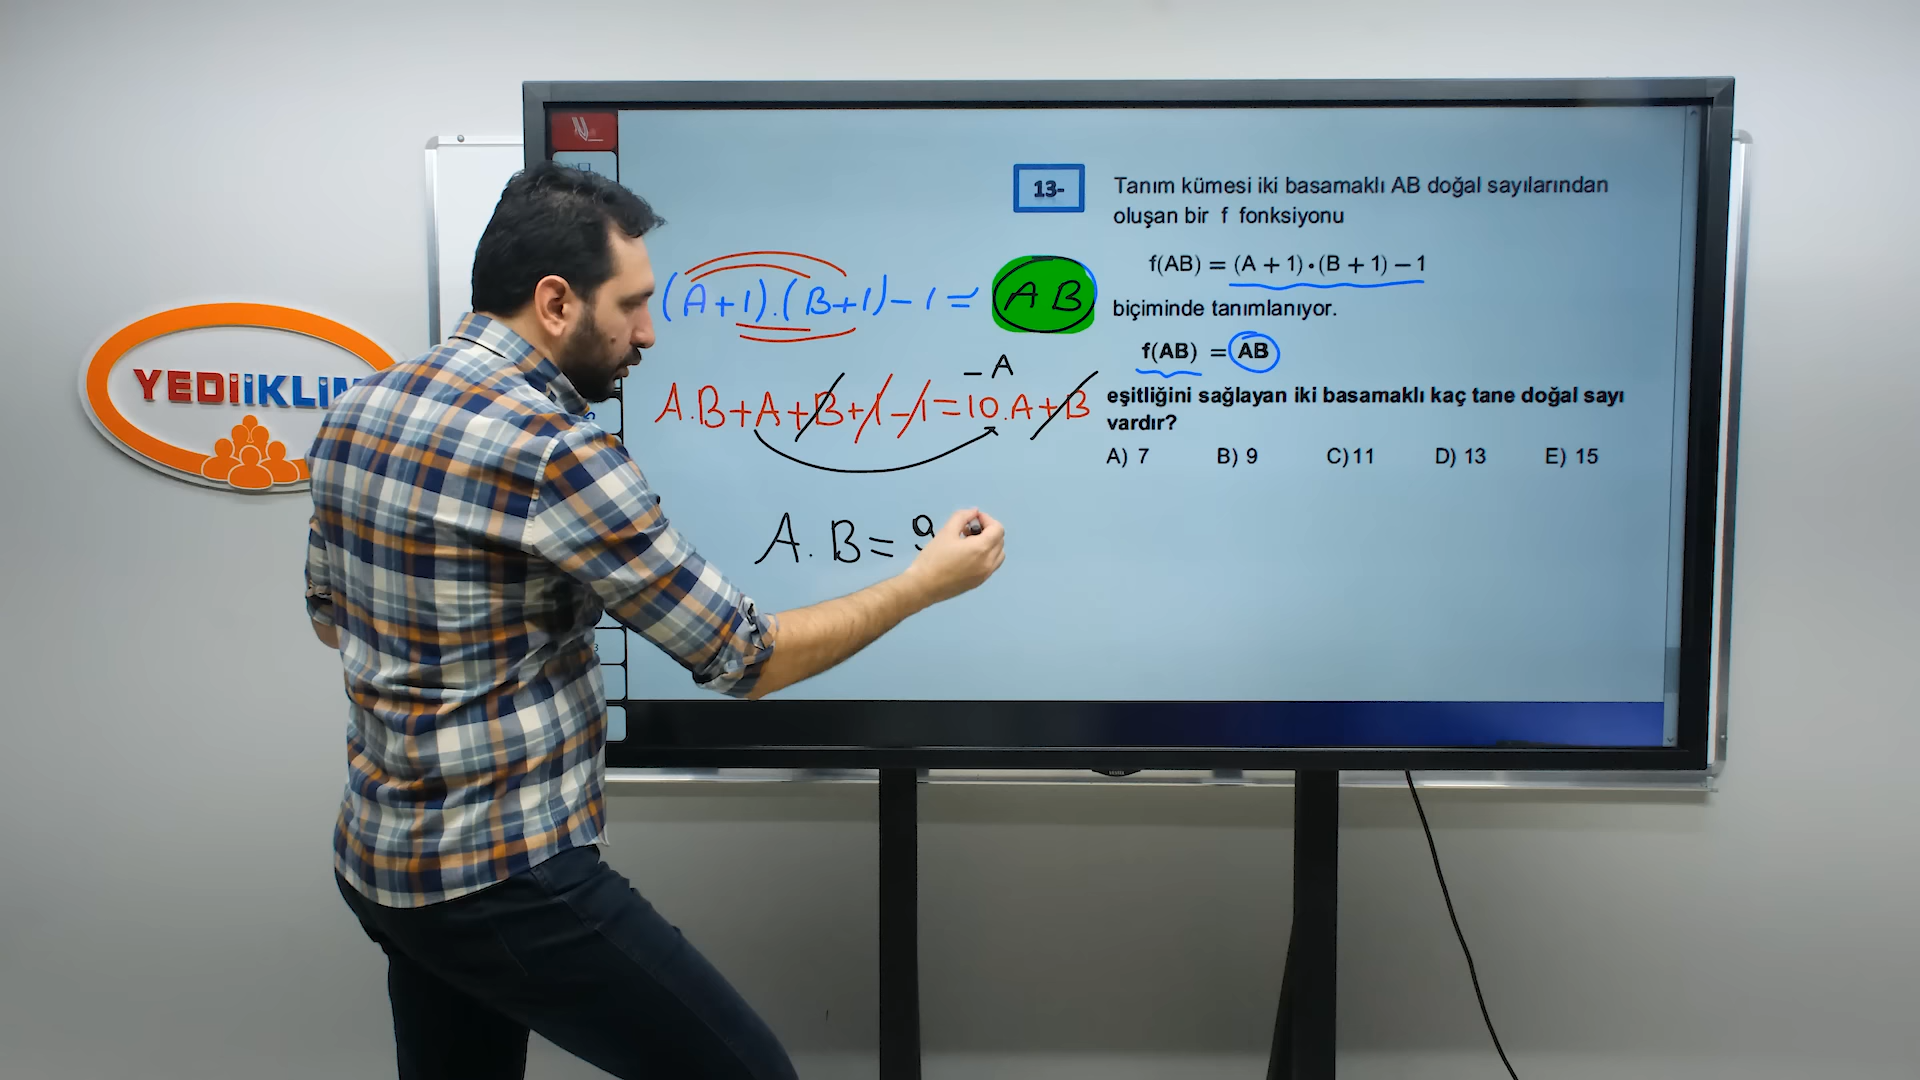 13-
Tanım kümesi iki basamaklı AB doğal sayılarından
oluşan bir f fonksiyonu
f(AB) = (A + 1)·(B + 1) – 1
biçiminde tanımlanıyor.
f(AB) = AB
eşitliğini sağlayan iki basamaklı kaç tane doğal sayı
vardır?
A) 7 B) 9 C) 11 D) 13 E) 15
(A+1).(B+1)-1= AB
-A
A.B+A+B+1-1=10.A+B
A.B=9
YEDİİKLİM